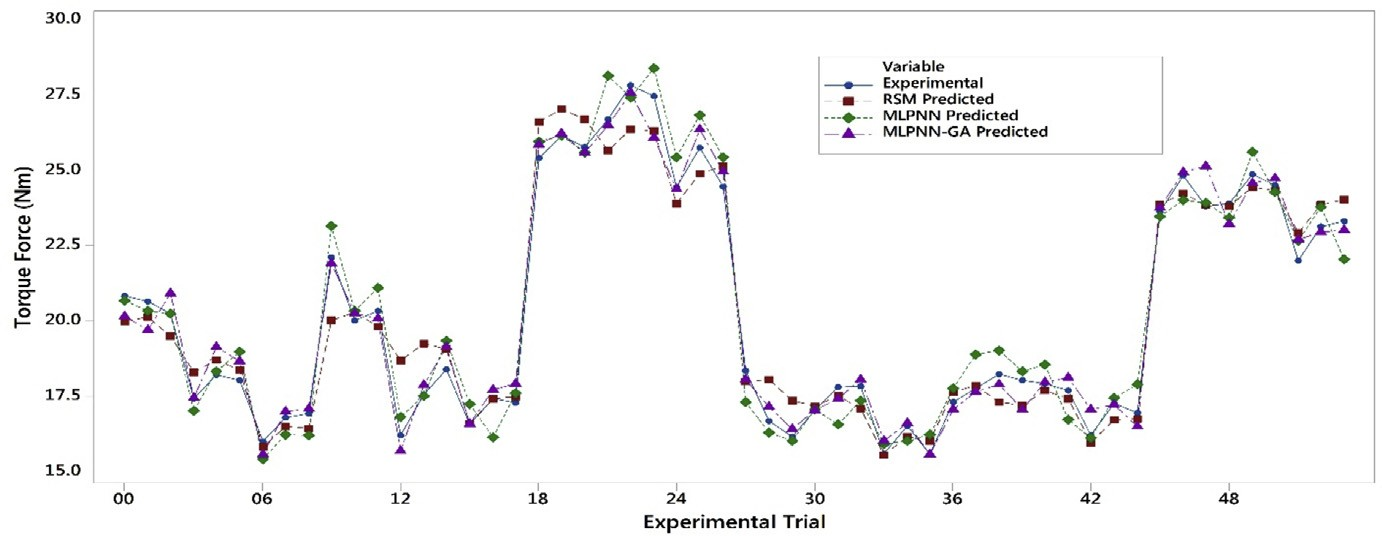 30.0
27.5
25.0
22.5
20.0
17.5
15.0
Torque Force (Nm)
Variable
Experimental
RSM Predicted
MLPNN Predicted
MLPNN-GA Predicted
00 06 12 18 24 30 36 42 48
Experimental Trial